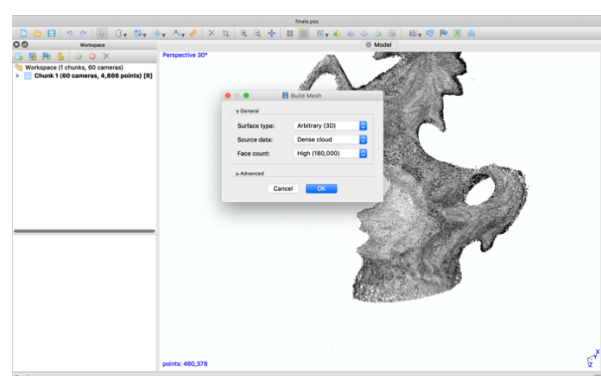 finale.psx
Workspace
Model
Workspace (1 chunks, 60 cameras)
Chunk 1 (60 cameras, 4,866 points) [R]
Perspective 30°
Build Mesh
General
Surface type: Arbitrary (3D)
Source data: Dense cloud
Face count: High (180,000)
Advanced
Cancel OK
points: 460,378
X
Y
Z